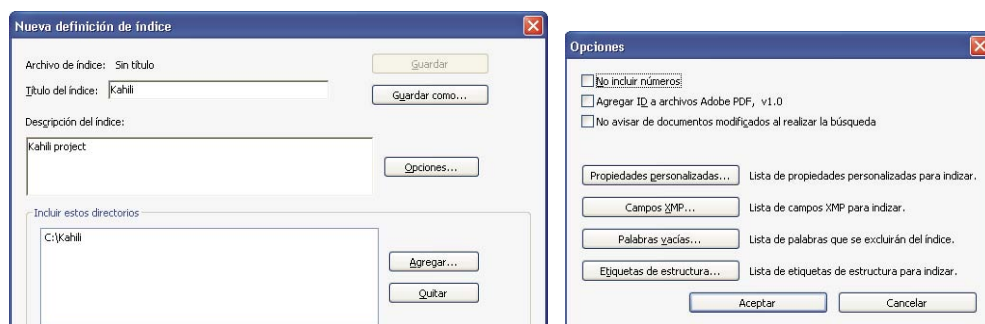 Nueva definición de índice
Archivo de índice: Sin título
Guardar
Título del índice: Kahili
Guardar como...
Descripción del índice:
Kahili project
Opciones...
Incluir estos directorios
C:\Kahili
Agregar...
Quitar
Opciones
No incluir números
Agregar ID a archivos Adobe PDF, v1.0
No avisar de documentos modificados al realizar la búsqueda
Propiedades personalizadas... Lista de propiedades personalizadas para indizar.
Campos XMP... Lista de campos XMP para indizar.
Palabras vacías... Lista de palabras que se excluirán del índice.
Etiquetas de estructura... Lista de etiquetas de estructura para indizar.
Aceptar Cancelar